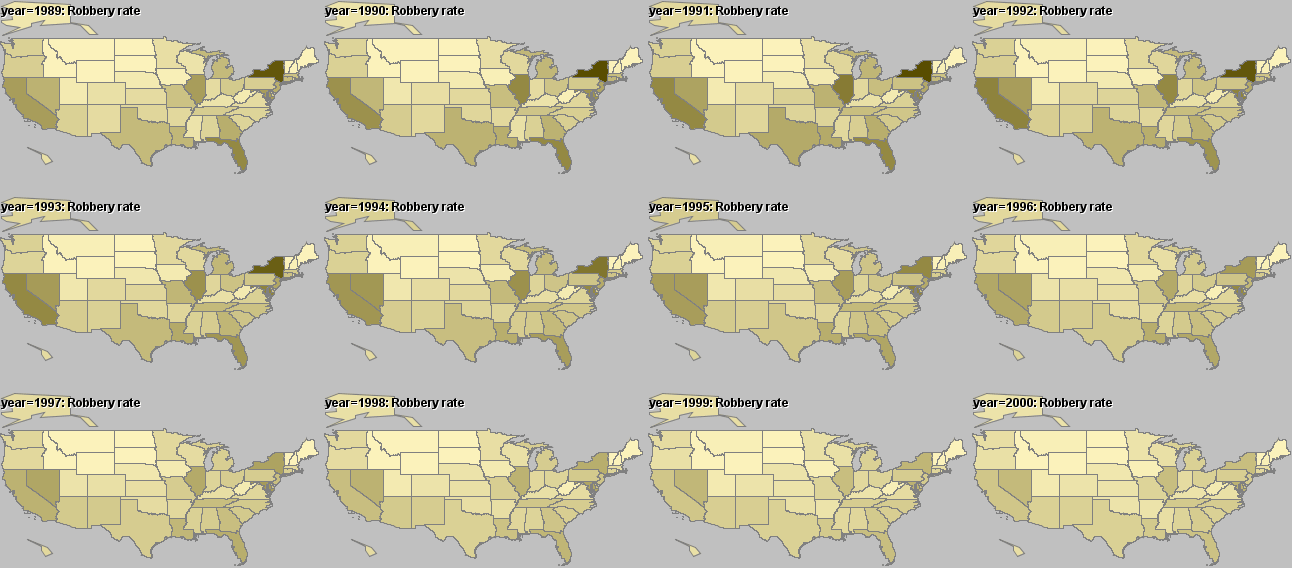 year=1989: Robbery rate
year=1990: Robbery rate
year=1991: Robbery rate
year=1992: Robbery rate
year=1993: Robbery rate
year=1994: Robbery rate
year=1995: Robbery rate
year=1996: Robbery rate
year=1997: Robbery rate
year=1998: Robbery rate
year=1999: Robbery rate
year=2000: Robbery rate